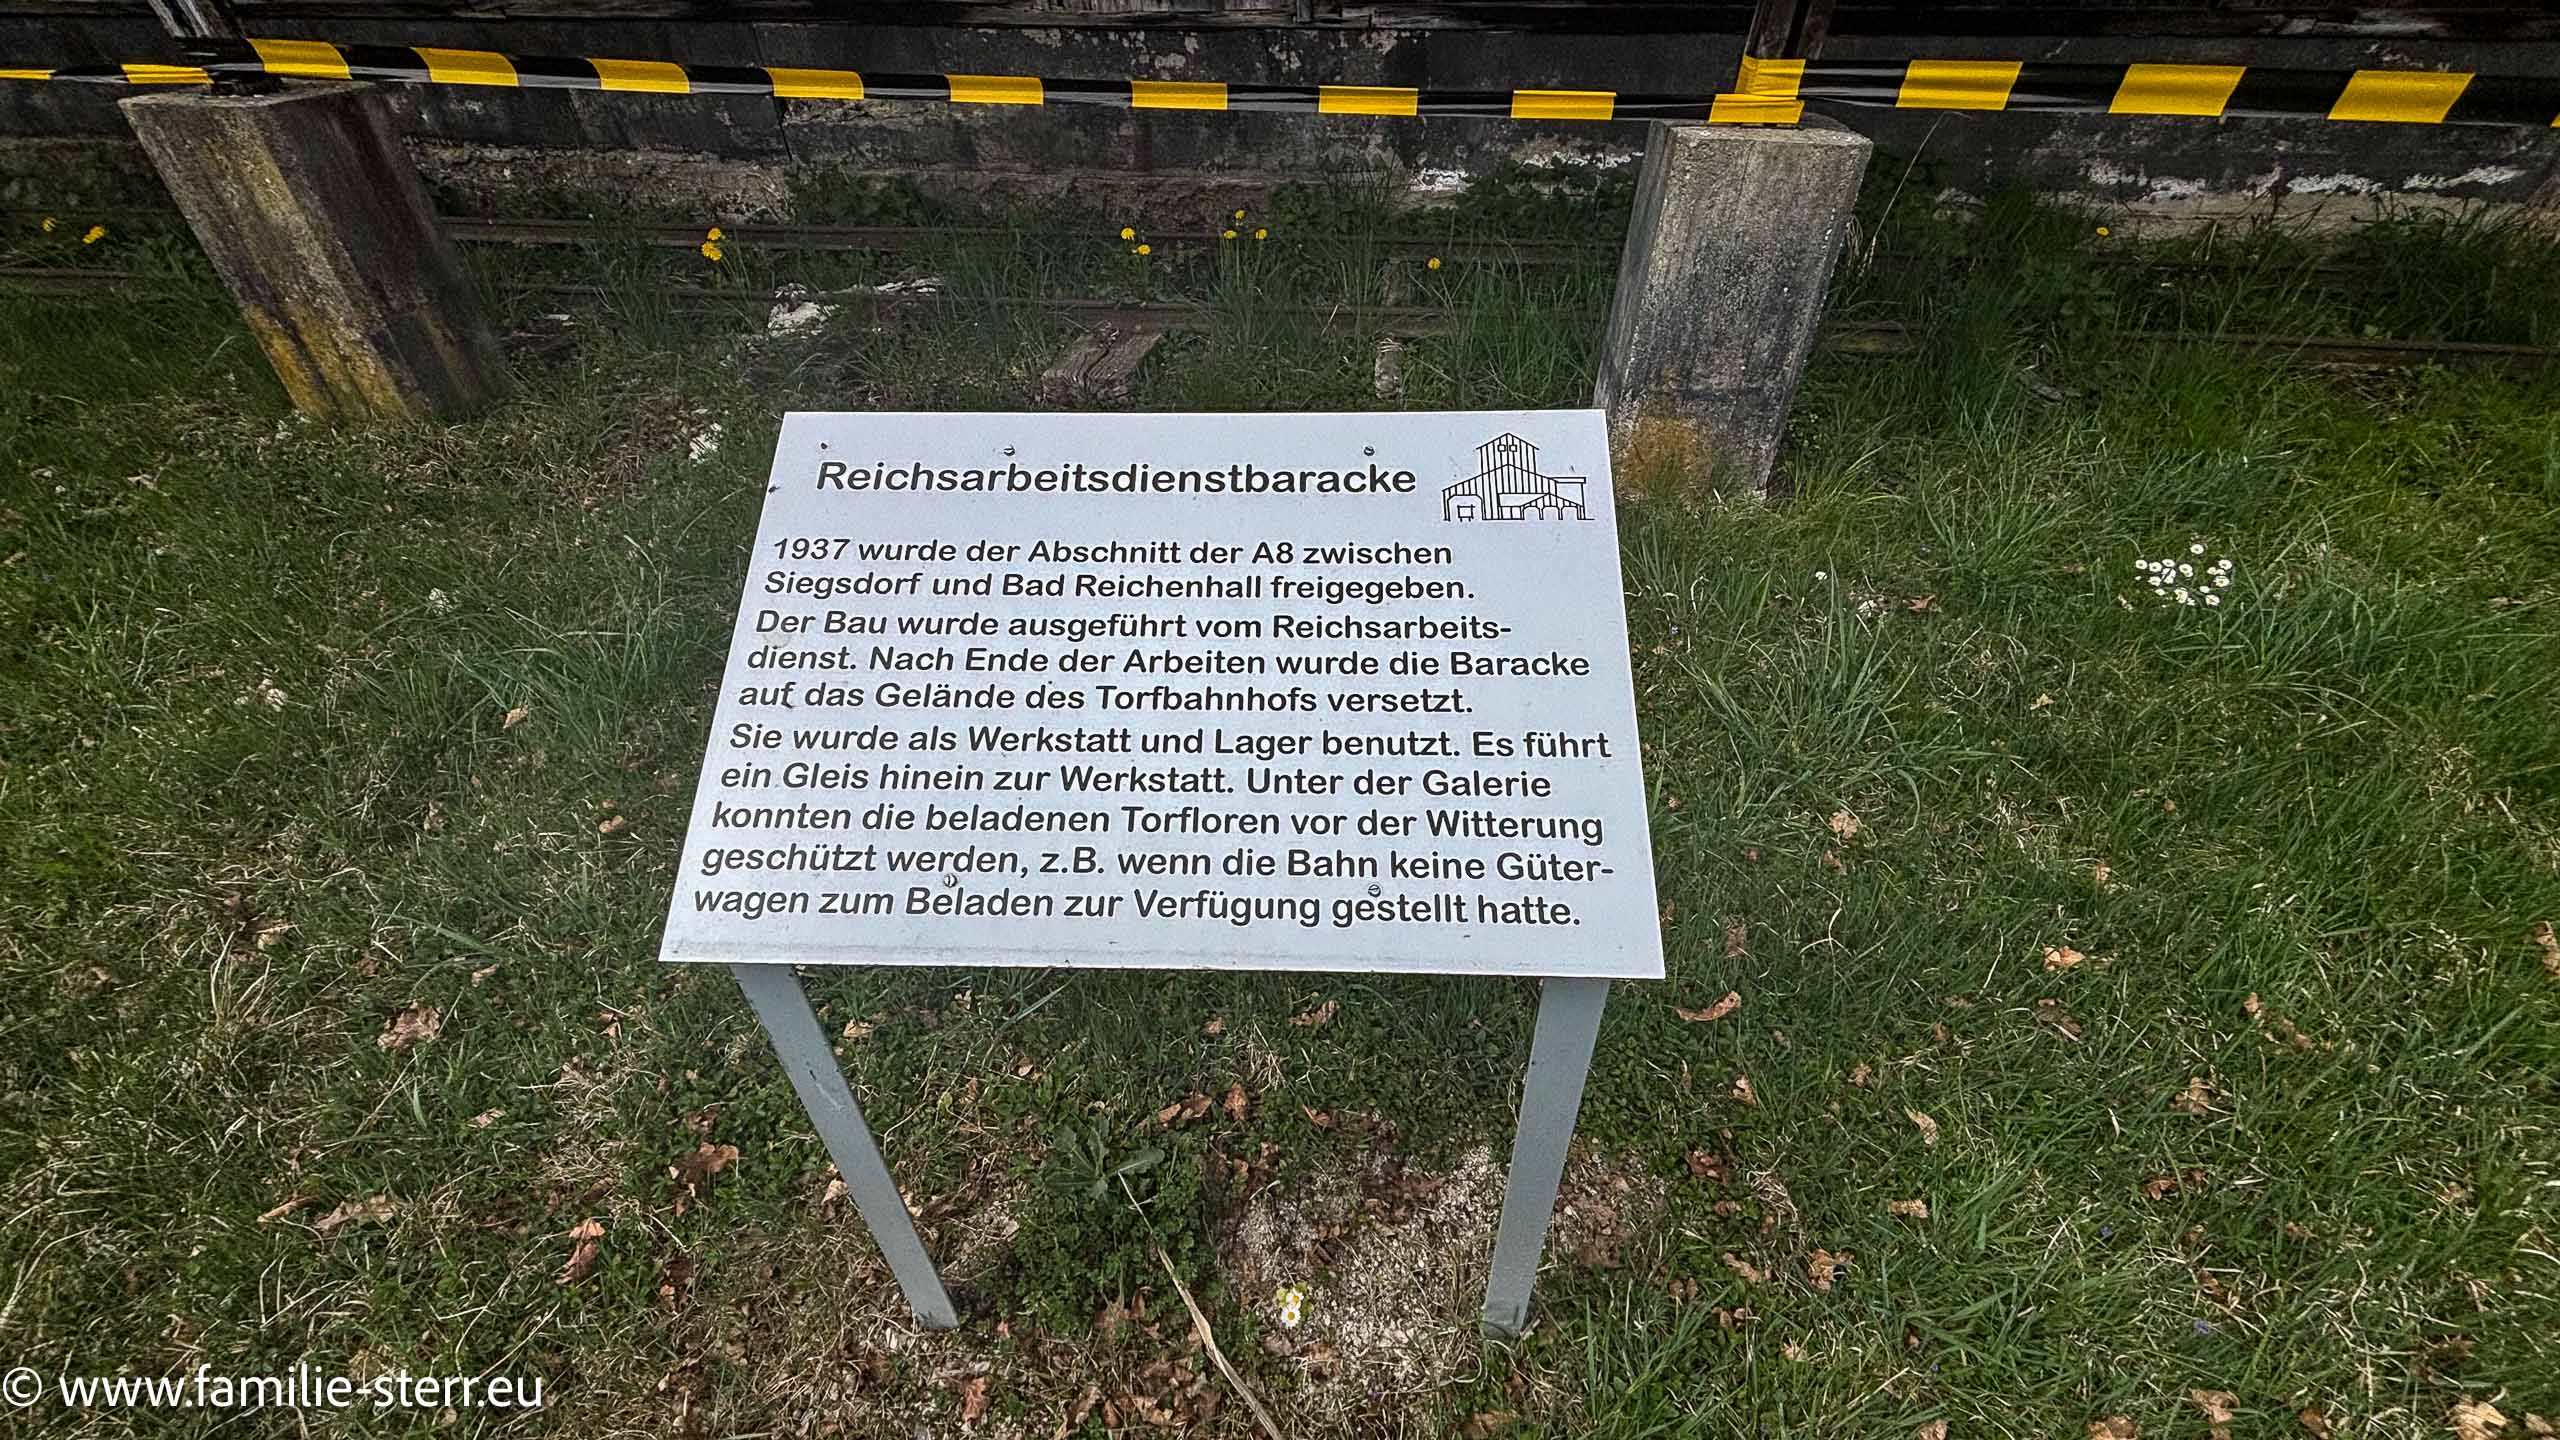 Reichsarbeitsdienstbaracke
1937 wurde der Abschnitt der A8 zwischen
Siegsdorf und Bad Reichenhall freigegeben.
Der Bau wurde ausgeführt vom Reichsarbeits-
dienst. Nach Ende der Arbeiten wurde die Baracke
auf das Gelände des Torfbahnhofs versetzt.
Sie wurde als Werkstatt und Lager benutzt. Es führt
ein Gleis hinein zur Werkstatt. Unter der Galerie
konnten die beladenen Torfloren vor der Witterung
geschützt werden, z.B. wenn die Bahn keine Güter-
wagen zum Beladen zur Verfügung gestellt hatte.
© www.familie-sterr.eu